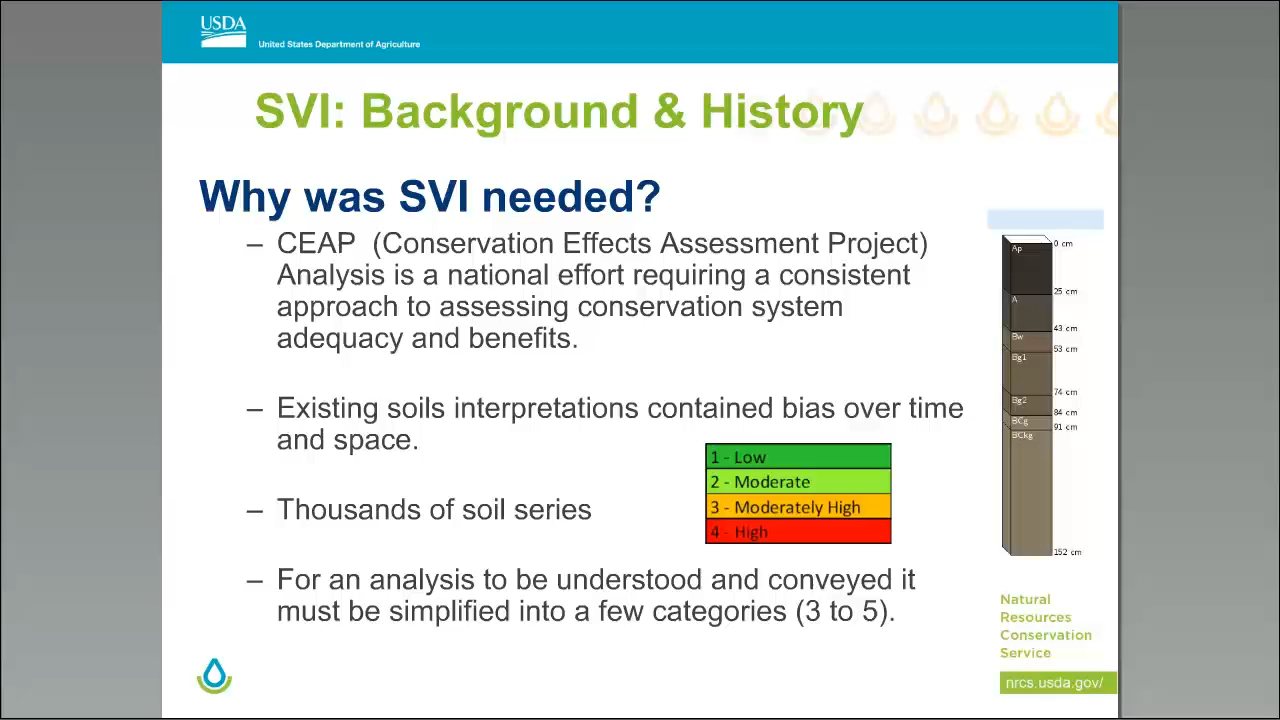 USDA
United States Department of Agriculture
SVI: Background & History
Why was SVI needed?
– CEAP (Conservation Effects Assessment Project)
Analysis is a national effort requiring a consistent
approach to assessing conservation system
adequacy and benefits.
– Existing soils interpretations contained bias over time
and space.
1 - Low
2 - Moderate
3 - Moderately High
4 - High
– Thousands of soil series
– For an analysis to be understood and conveyed it
must be simplified into a few categories (3 to 5).
Ap
0 cm
25 cm
A
43 cm
Bw
53 cm
Bg1
74 cm
Bg2
84 cm
BCg
91 cm
BCkg
152 cm
Natural
Resources
Conservation
Service
nrcs.usda.gov/